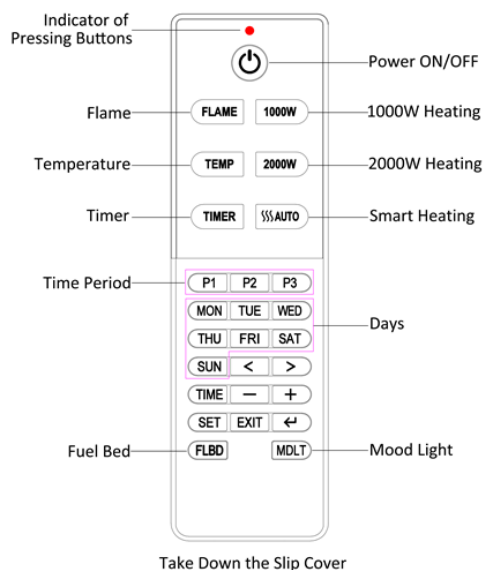 Indicator of
Pressing Buttons
Power ON/OFF
Flame
FLAME
1000W
1000W Heating
Temperature
TEMP
2000W
2000W Heating
Timer
TIMER
AUTO
Smart Heating
Time Period
P1 P2 P3
MON TUE WED
Days
THU FRI SAT
SUN < >
TIME − +
SET EXIT ↵
Fuel Bed
FLBD
MDLT
Mood Light
Take Down the Slip Cover